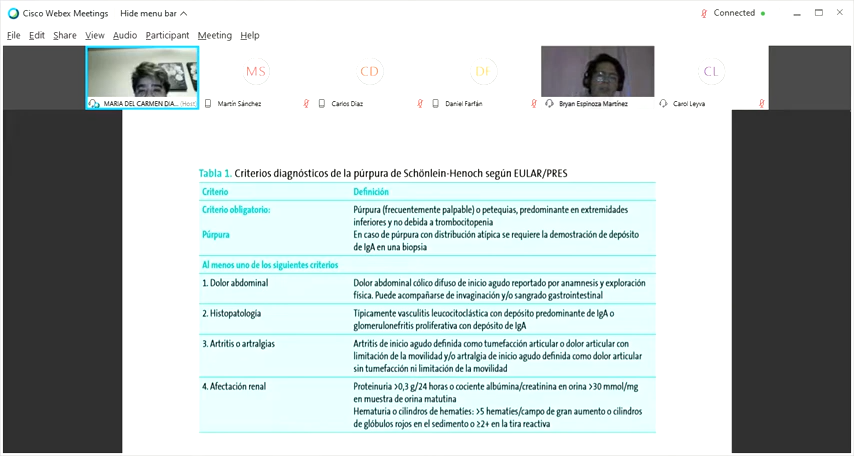 Cisco Webex Meetings
Hide menu bar
Connected
File Edit Share View Audio Participant Meeting Help
MS
CD
DF
CL
MARIA DEL CARMEN DIA... (Host)
Martín Sánchez
Carlos Diaz
Daniel Farfán
Bryan Espinoza Martínez
Carol Leyva
Tabla 1. Criterios diagnósticos de la púrpura de Schönlein-Henoch según EULAR/PRES
Criterio Definición
Criterio obligatorio: Púrpura (frecuentemente palpable) o petequias, predominante en extremidades
inferiores y no debida a trombocitopenia
Púrpura En caso de púrpura con distribución atípica se requiere la demostración de depósito
de IgA en una biopsia
Al menos uno de los siguientes criterios
1. Dolor abdominal Dolor abdominal cólico difuso de inicio agudo reportado por anamnesis y exploración
física. Puede acompañarse de invaginación y/o sangrado gastrointestinal
2. Histopatología Típicamente vasculitis leucocitoclástica con depósito predominante de IgA o
glomerulonefritis proliferativa con depósito de IgA
3. Artritis o artralgias Artritis de inicio agudo definida como tumefacción articular o dolor articular con
limitación de la movilidad y/o artralgia de inicio agudo definida como dolor articular
sin tumefacción ni limitación de la movilidad
4. Afectación renal Proteinuria >0,3 g/24 horas o cociente albúmina/creatinina en orina >30 mmol/mg
en muestra de orina matutina
Hematuria o cilindros de hematíes: >5 hematíes/campo de gran aumento o cilindros
de glóbulos rojos en el sedimento o ≥2+ en la tira reactiva